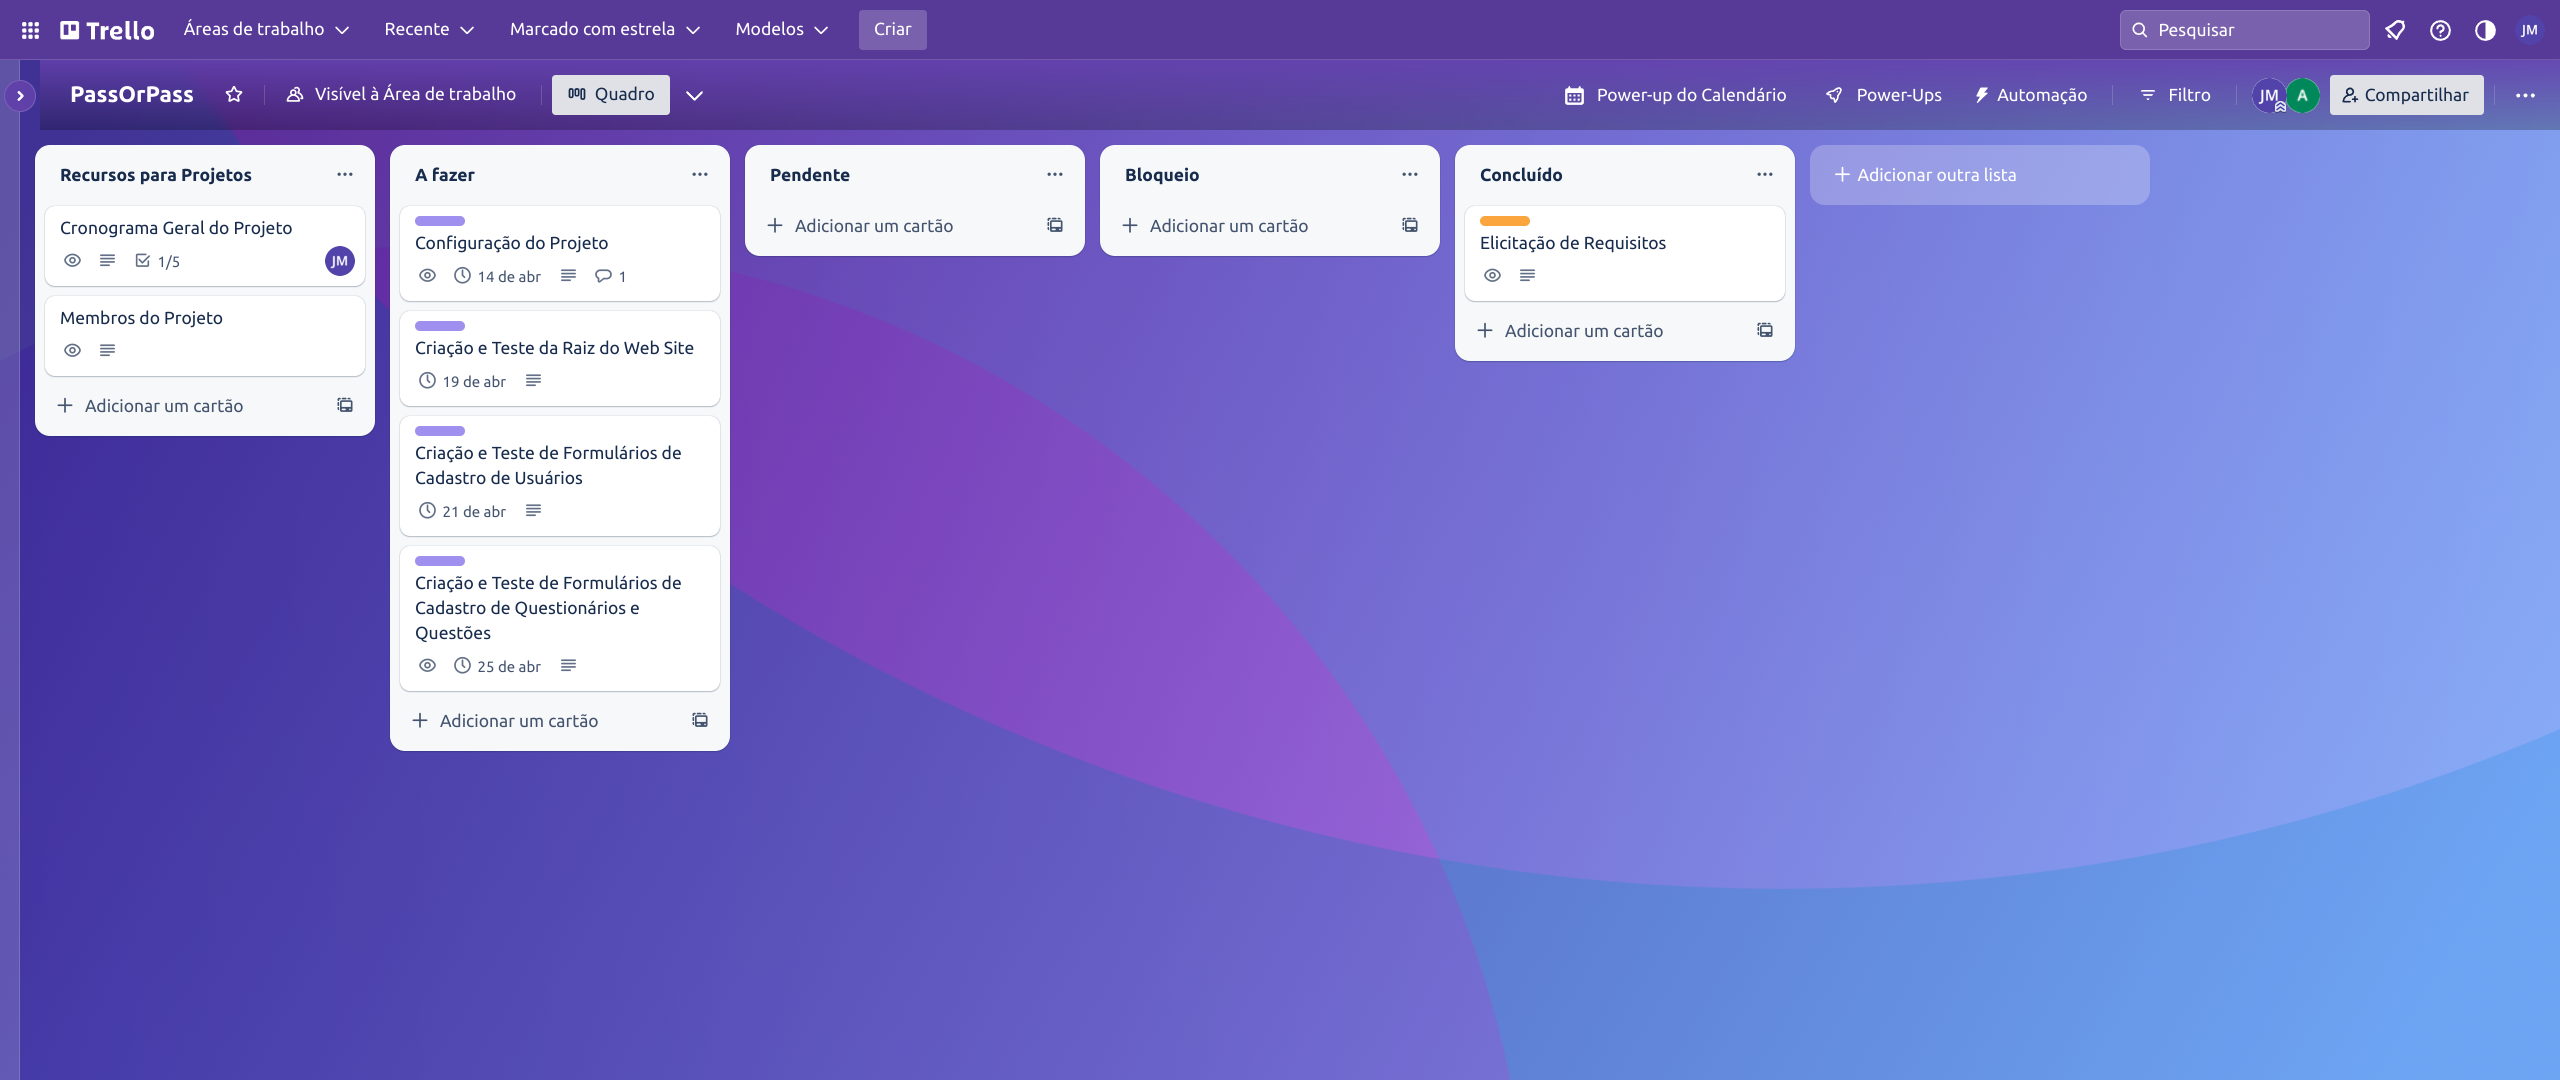 Trello
Áreas de trabalho
Recente
Marcado com estrela
Modelos
Criar
Pesquisar
JM
PassOrPass
Visível à Área de trabalho
Quadro
Power-up do Calendário
Power-Ups
Automação
Filtro
JM
A
Compartilhar
Recursos para Projetos
Cronograma Geral do Projeto
1/5
JM
Membros do Projeto
Adicionar um cartão
A fazer
Configuração do Projeto
14 de abr
1
Criação e Teste da Raiz do Web Site
19 de abr
Criação e Teste de Formulários de
Cadastro de Usuários
21 de abr
Criação e Teste de Formulários de
Cadastro de Questionários e
Questões
25 de abr
Adicionar um cartão
Pendente
Adicionar um cartão
Bloqueio
Adicionar um cartão
Concluído
Elicitação de Requisitos
Adicionar um cartão
Adicionar outra lista